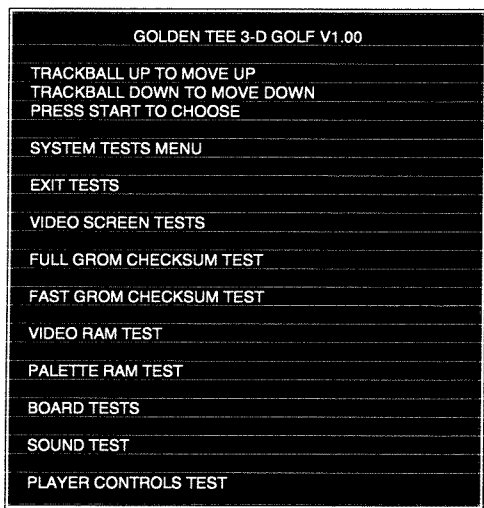 GOLDEN TEE 3-D GOLF V1.00
TRACKBALL UP TO MOVE UP
TRACKBALL DOWN TO MOVE DOWN
PRESS START TO CHOOSE
SYSTEM TESTS MENU
EXIT TESTS
VIDEO SCREEN TESTS
FULL GROM CHECKSUM TEST
FAST GROM CHECKSUM TEST
VIDEO RAM TEST
PALETTE RAM TEST
BOARD TESTS
SOUND TEST
PLAYER CONTROLS TEST